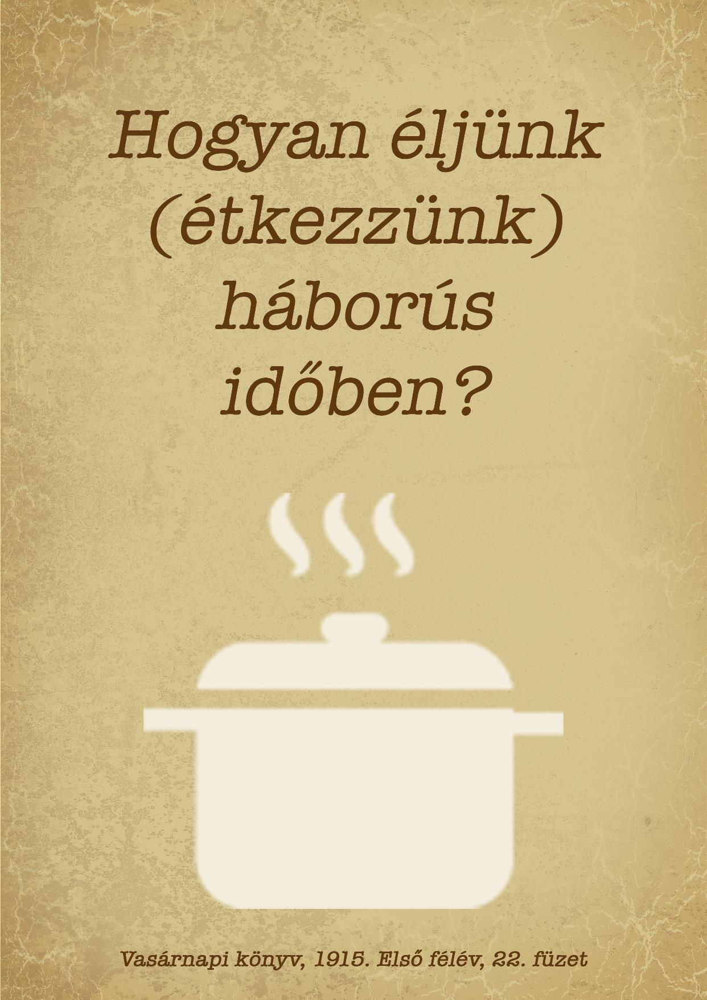 Hogyan éljünk
(étkezzünk)
háborús
időben?
Vasárnapi könyv, 1915. Első félév, 22. füzet